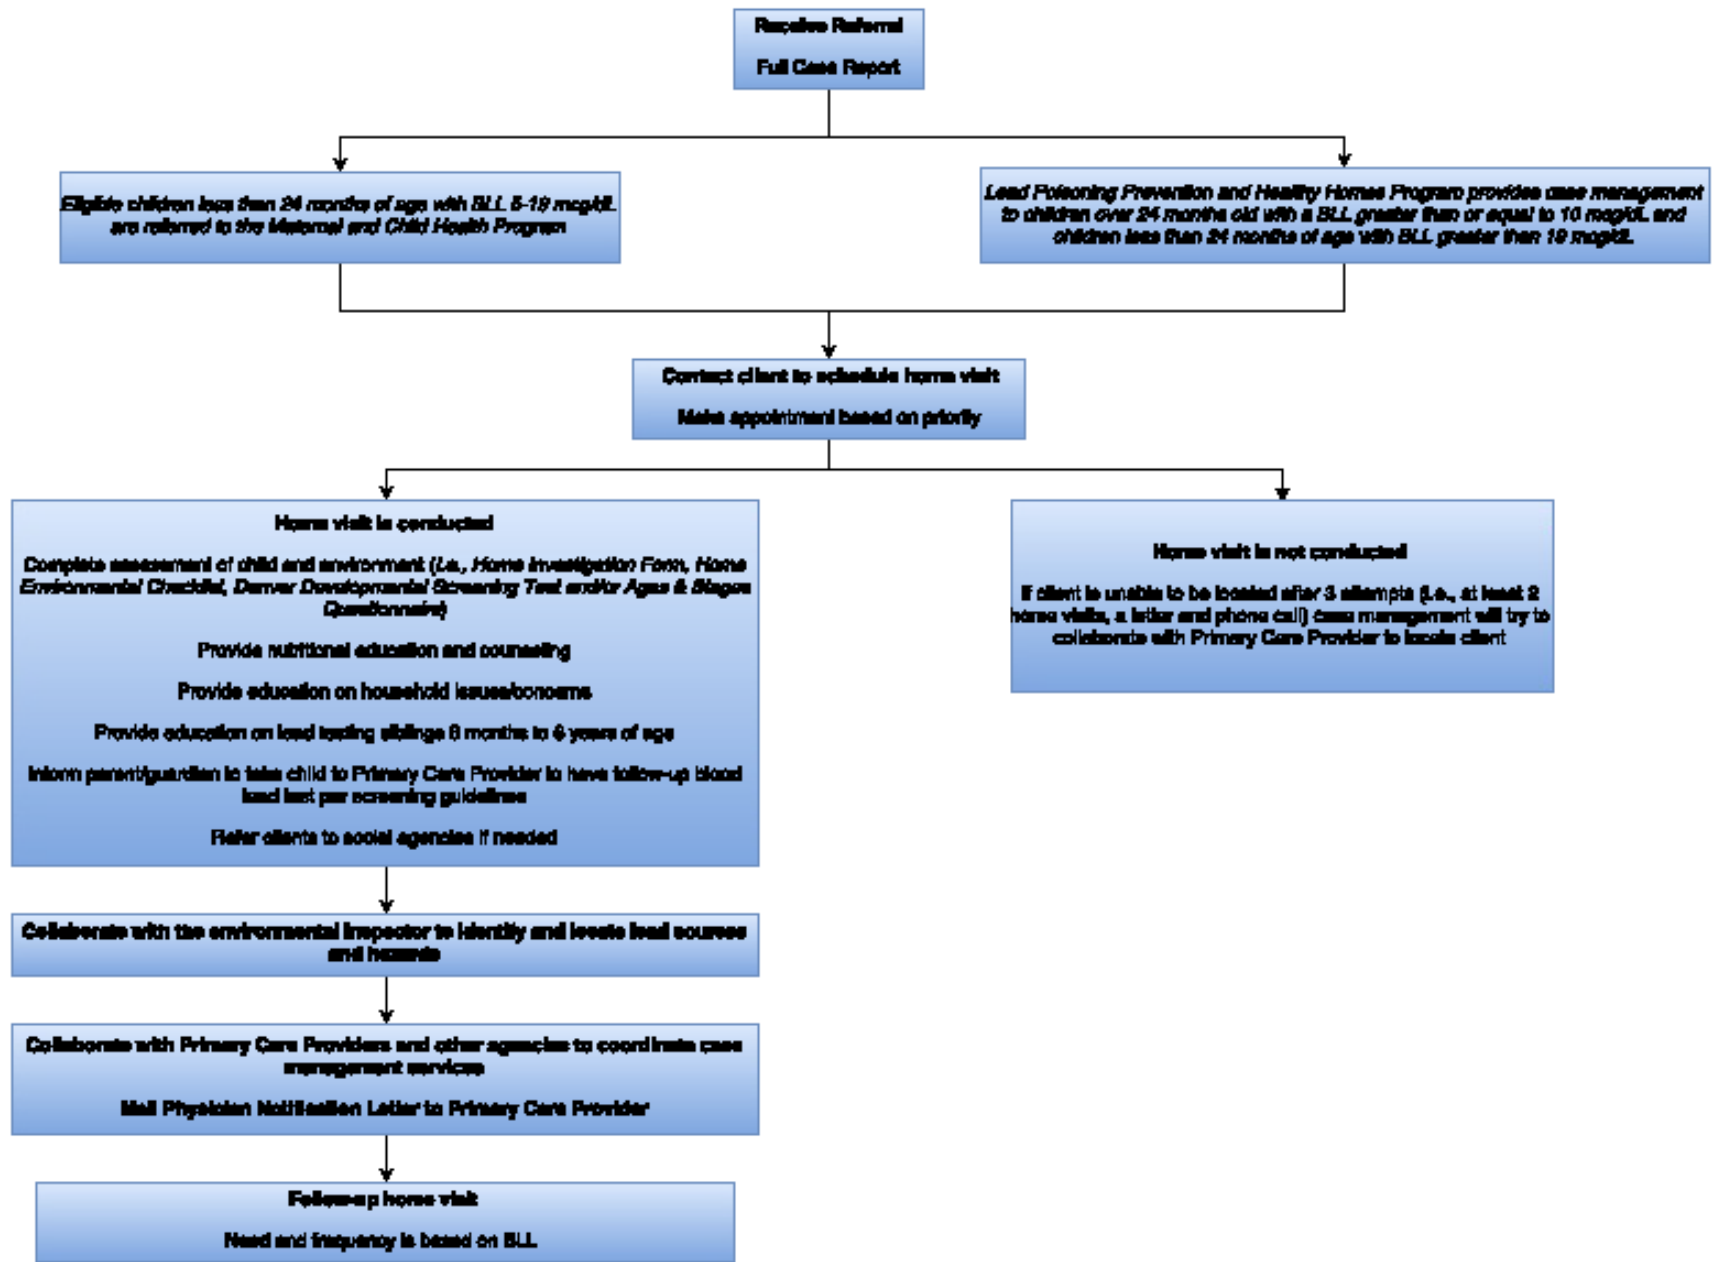 Receive Referral
Full Case Report
Eligible children less than 24 months of age with BLL 5-19 mcg/dL
are referred to the Maternal and Child Health Program
Lead Poisoning Prevention and Healthy Homes Program provides case management
to children over 24 months old with a BLL greater than or equal to 10 mcg/dL and
children less than 24 months of age with BLL greater than 19 mcg/dL
Contact client to schedule home visit
Make appointment based on priority
Home visit is conducted
Complete assessment of child and environment (i.e., Home Investigation Form, Home
Environmental Checklist, Denver Developmental Screening Test and/or Ages & Stages
Questionnaire)
Provide nutritional education and counseling
Provide education on household issues/concerns
Provide education on lead testing siblings months to 6 years of age
Inform parent/guardian to take child to Primary Care Provider to have follow-up blood
lead test per screening guidelines
Refer clients to social agencies if needed
Home visit is not conducted
If client is unable to be located after 3 attempts (i.e., at least 2
home visits, a letter and phone call) case management will try to
collaborate with Primary Care Provider to locate client
Collaborate with the environmental inspector to identify and locate lead sources
and hazards
Collaborate with Primary Care Providers and other agencies to coordinate case
management services
Mail Physician Notification Letter to Primary Care Provider
Follow-up home visit
Need and frequency is based on BLL